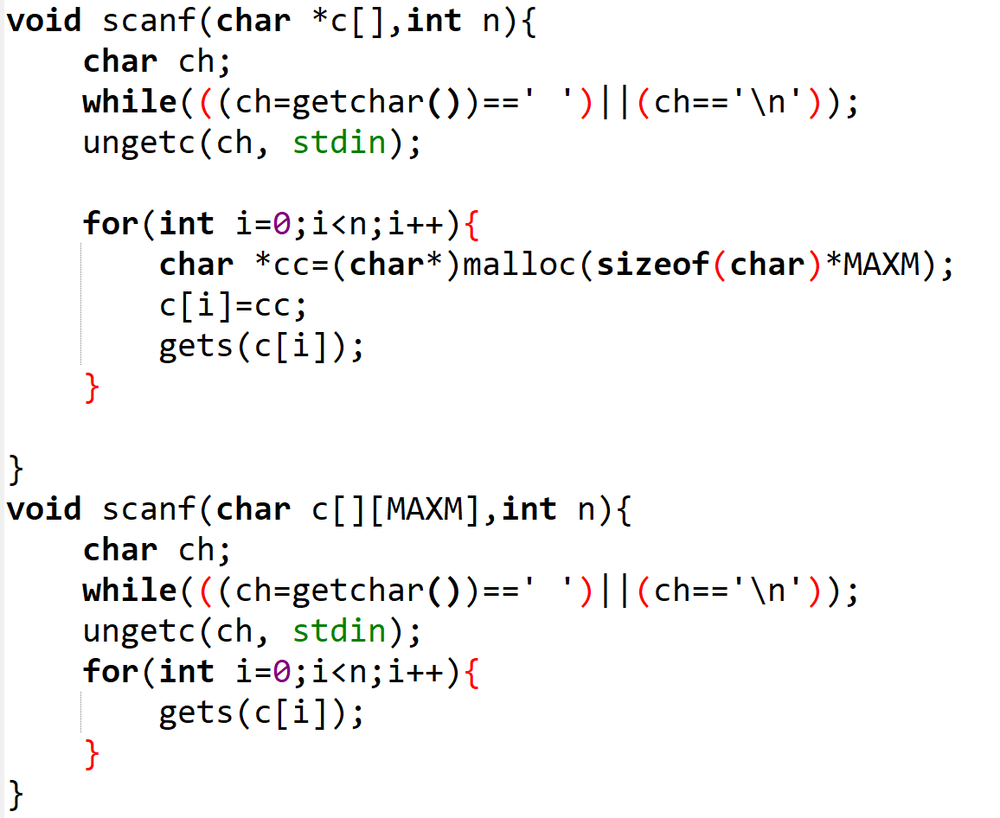 void scanf(char *c[],int n){
    char ch;
    while(((ch=getchar())==' ')||(ch=='\n'));
    ungetc(ch, stdin);

    for(int i=0;i<n;i++){
        char *cc=(char*)malloc(sizeof(char)*MAXM);
        c[i]=cc;
        gets(c[i]);
    }

}
void scanf(char c[][MAXM],int n){
    char ch;
    while(((ch=getchar())==' ')||(ch=='\n'));
    ungetc(ch, stdin);
    for(int i=0;i<n;i++){
        gets(c[i]);
    }
}